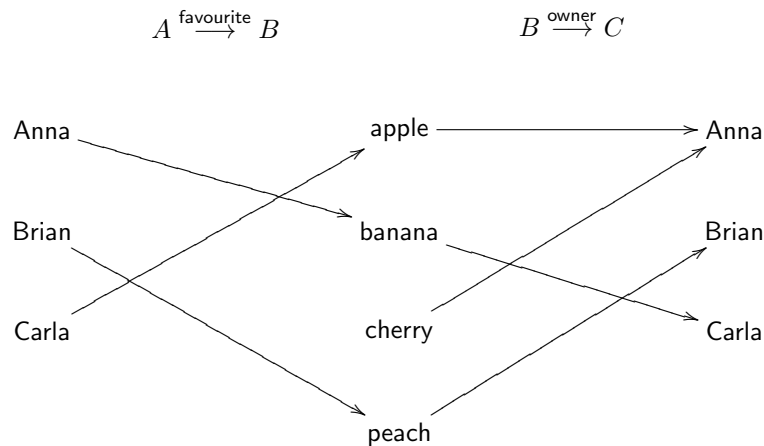 A favourite⟶ B B owner⟶ C
Anna apple Anna
Brian banana Brian
Carla cherry Carla
peach